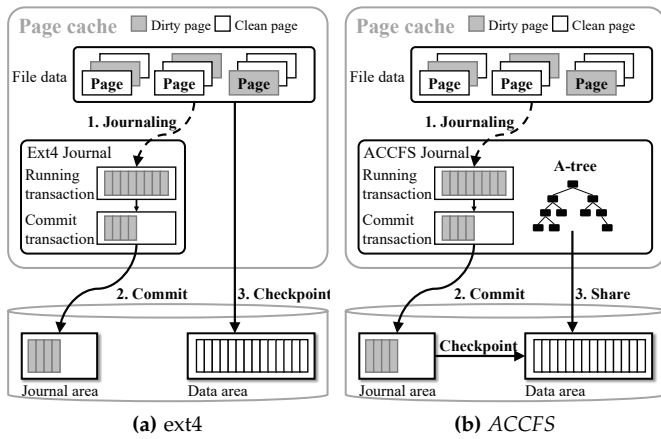 Page cache
Dirty page
Clean page
File data
Page
Page
Page
1. Journaling
Ext4 Journal
Running
transaction
Commit
transaction
2. Commit
3. Checkpoint
Journal area
Data area
(a) ext4
Page cache
Dirty page
Clean page
File data
Page
Page
Page
1. Journaling
ACCFS Journal
A-tree
Running
transaction
Commit
transaction
2. Commit
3. Share
Checkpoint
Journal area
Data area
(b) ACCFS